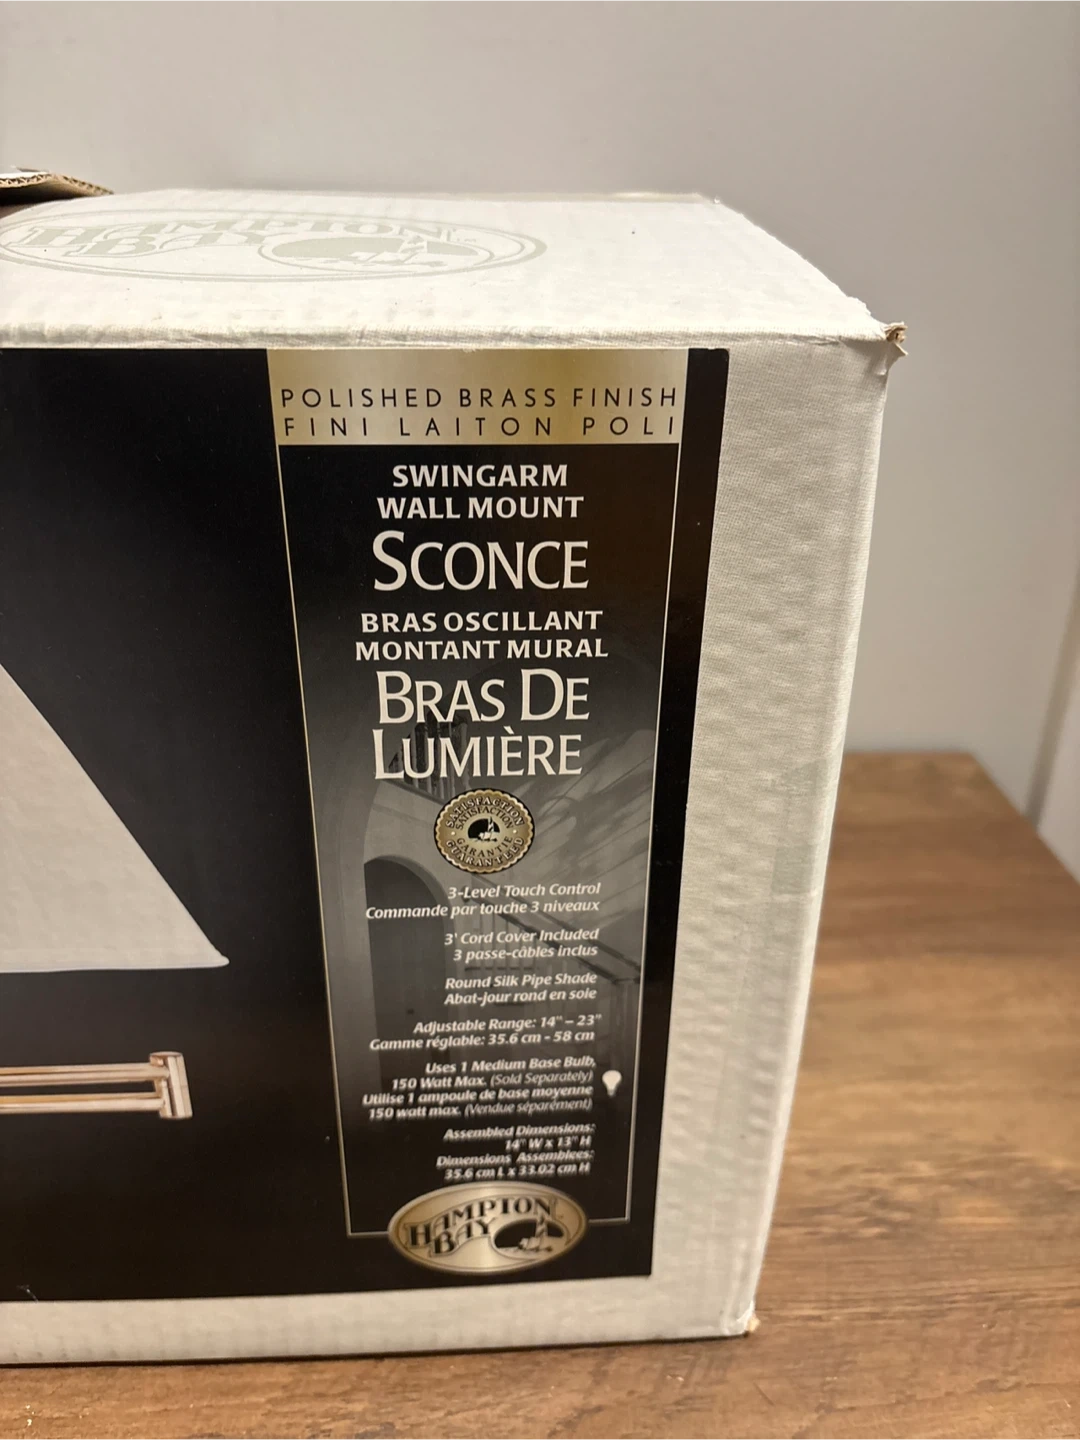 HAMPTON
BAY
POLISHED BRASS FINISH
FINI LAITON POLI
SWINGARM
WALL MOUNT
SCONCE
BRAS OSCILLANT
MONTANT MURAL
BRAS DE
LUMIÈRE
SATISFACTION
SATISFACTION
GARANTIE
GUARANTEED
3-Level Touch Control
Commande par touche 3 niveaux
3' Cord Cover Included
3 passe-câbles inclus
Round Silk Pipe Shade
Abat-jour rond en soie
Adjustable Range: 14" – 23"
Gamme réglable: 35.6 cm - 58 cm
Uses 1 Medium Base Bulb,
150 Watt Max. (Sold Separately)
Utilise 1 ampoule de base moyenne
150 watt max. (Vendue séparément)
Assembled Dimensions:
14" W x 13" H
Dimensions Assemblees:
35.6 cm L x 33.02 cm H
HAMPTON
BAY